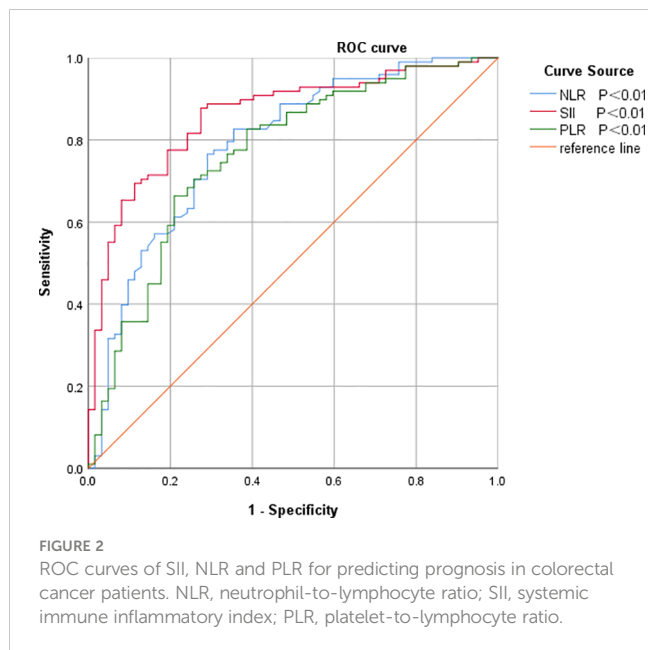 ROC curve
Curve Source
NLR P<0.01
SII P<0.01
PLR P<0.01
reference line
1.0
0.8
0.6
0.4
0.2
0.0
Sensitivity
0.0 0.2 0.4 0.6 0.8 1.0
1 - Specificity
FIGURE 2
ROC curves of SII, NLR and PLR for predicting prognosis in colorectal
cancer patients. NLR, neutrophil-to-lymphocyte ratio; SII, systemic
immune inflammatory index; PLR, platelet-to-lymphocyte ratio.